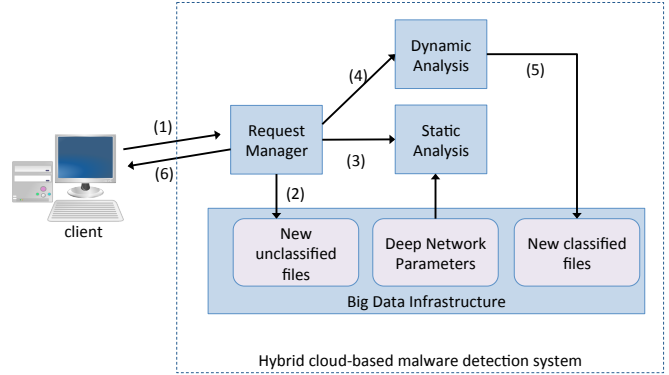 Dynamic
Analysis
(4)
(5)
(1)
Request
Manager
Static
Analysis
(3)
(6)
(2)
client
New
unclassified
files
Deep Network
Parameters
New classified
files
Big Data Infrastructure
Hybrid cloud-based malware detection system